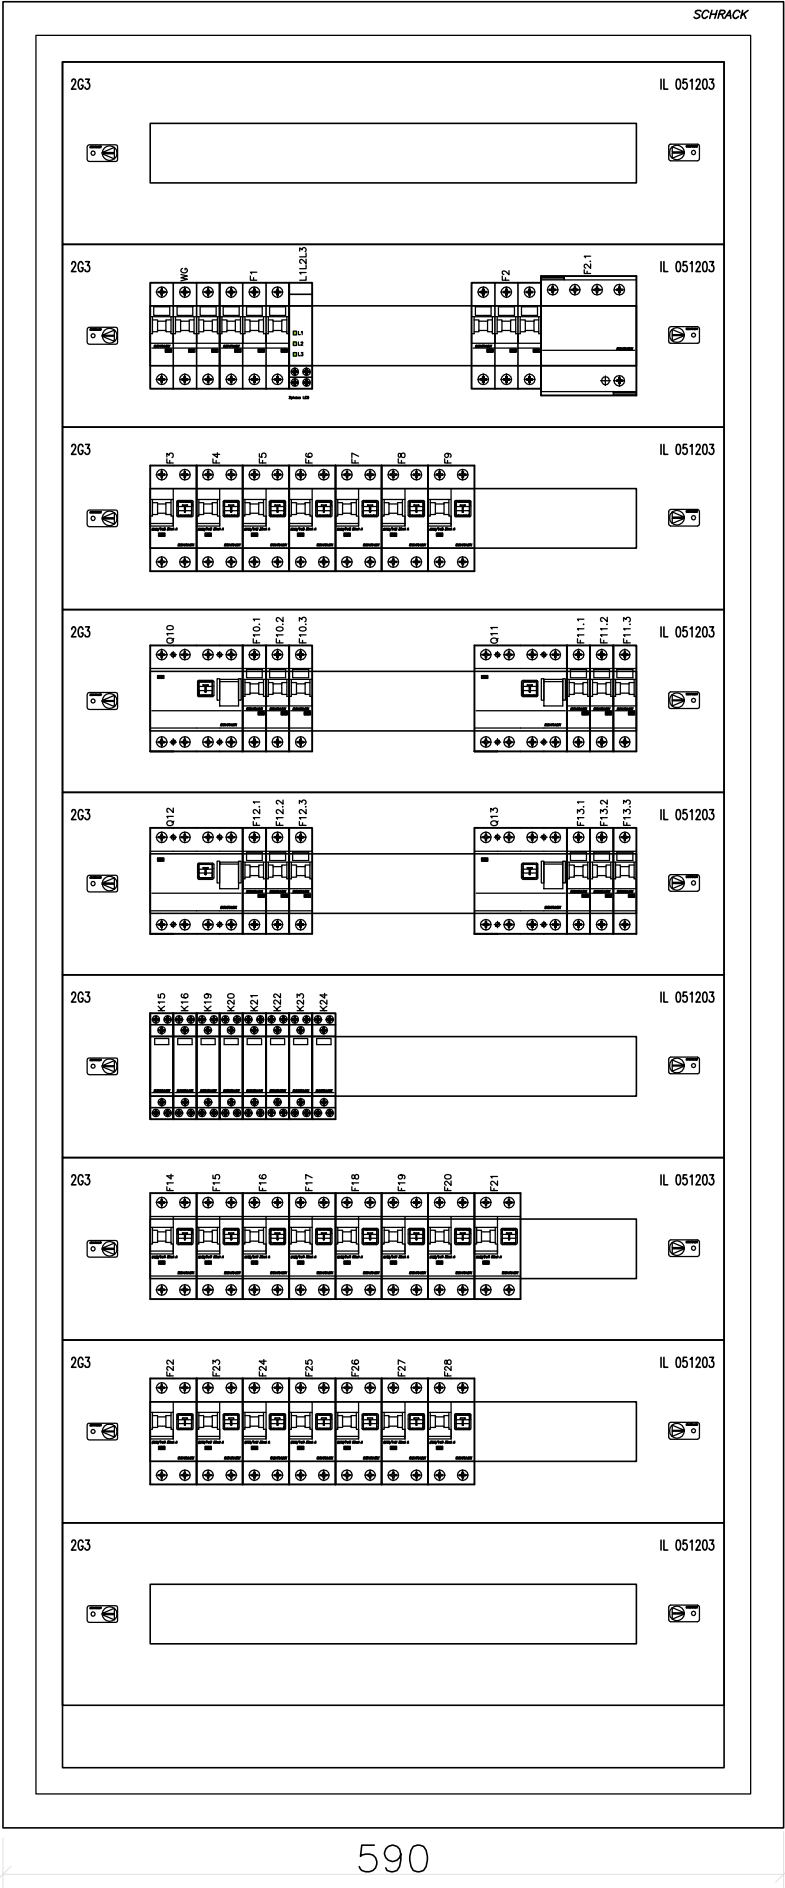 SCHRACK
2G3 IL 051203
2G3 WG F1 L1L2L3 F2 F2.1 IL 051203
L1
L2
L3
2G3 F3 F4 F5 F6 F7 F8 F9 IL 051203
2G3 Q10 F10.1 F10.2 F10.3 Q11 F11.1 F11.2 F11.3 IL 051203
SCHRACK SCHRACK
2G3 Q12 F12.1 F12.2 F12.3 Q13 F13.1 F13.2 F13.3 IL 051203
SCHRACK SCHRACK
2G3 K15 K16 K19 K20 K21 K22 K23 K24 IL 051203
2G3 F14 F15 F16 F17 F18 F19 F20 F21 IL 051203
2G3 F22 F23 F24 F25 F26 F27 F28 IL 051203
2G3 IL 051203
590